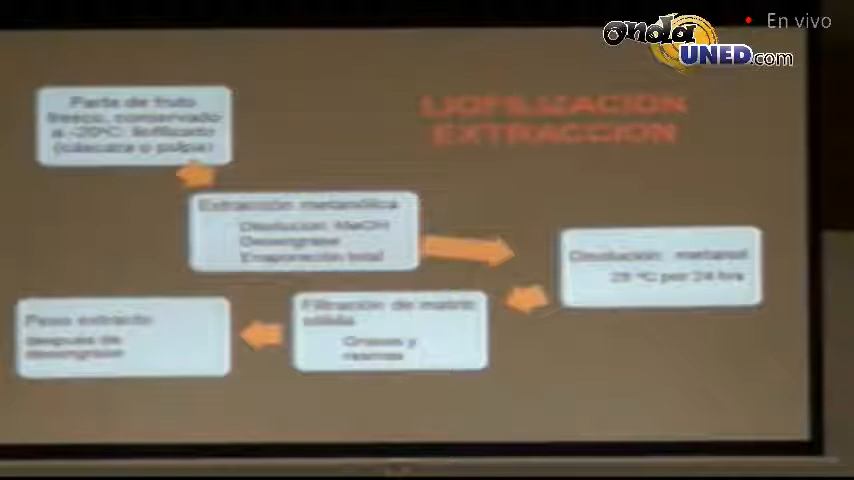 onda
UNED.com
• En vivo
LIOFILIZACION
EXTRACCION
Parte de fruto
fresco, conservado
a -20ºC, liofilizado
(cáscara o pulpa)
Extracción metanólica
Disolución: MeOH
Desengrase
Evaporación total
Disolución: metanol
25 ºC por 24 hrs
Filtración de matriz
sólida
Grasas y
resinas
Peso extracto
después de
desengrase